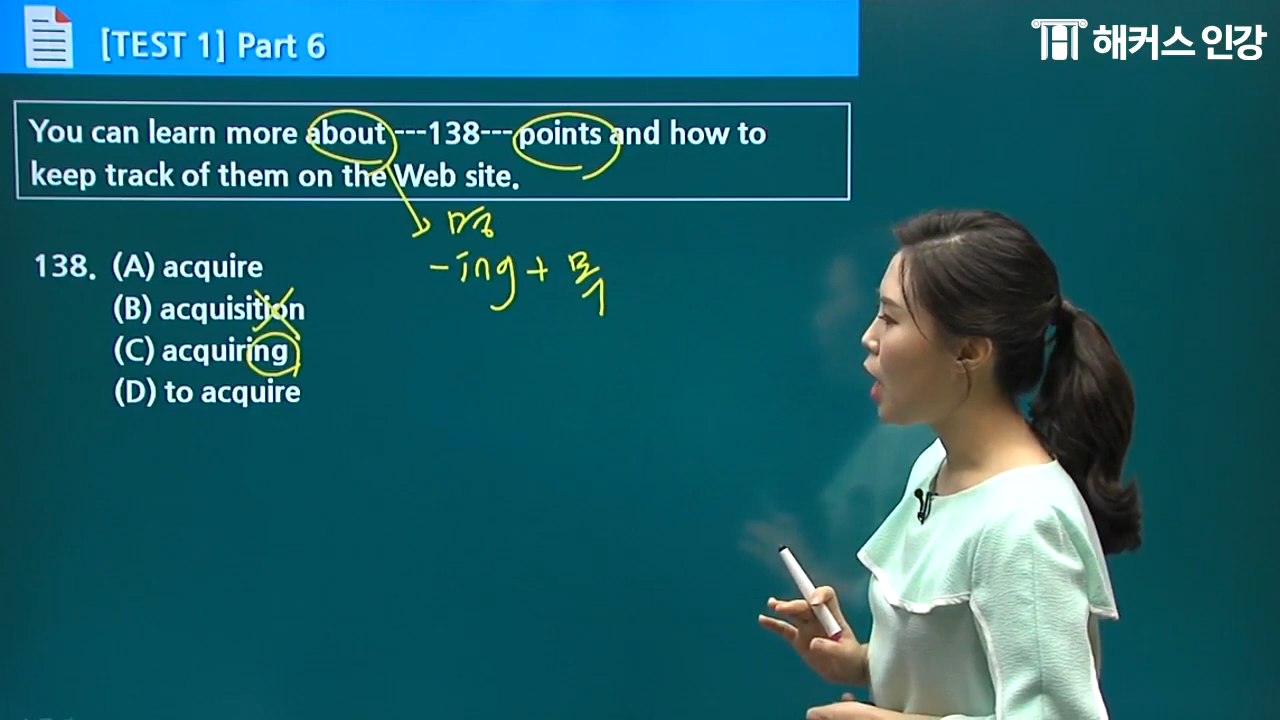 [TEST 1] Part 6
해커스 인강
You can learn more about ---138--- points and how to
keep track of them on the Web site.
138. (A) acquire
(B) acquisition
(C) acquiring
(D) to acquire
-ing + 목